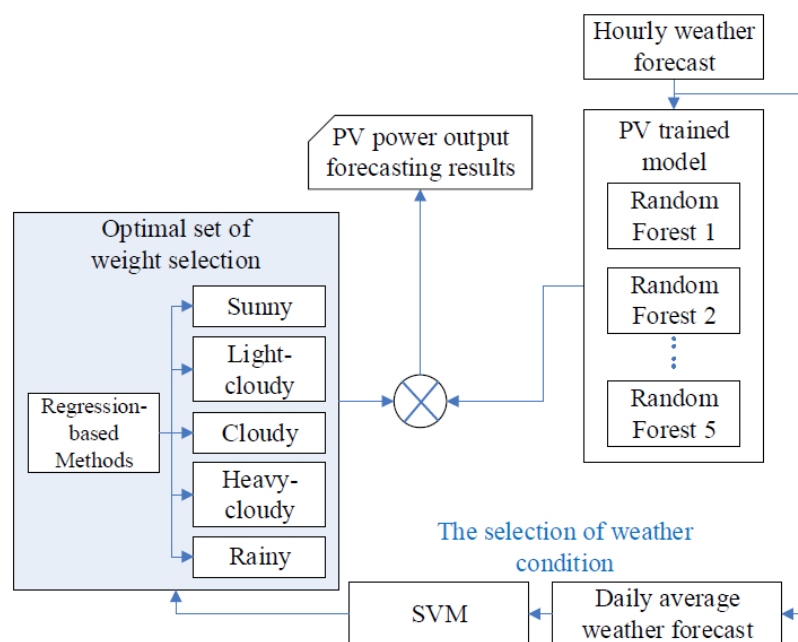 Hourly weather
forecast
PV power output
forecasting results
PV trained
model
Random
Forest 1
Random
Forest 2
Random
Forest 5
Optimal set of
weight selection
Regression-
based
Methods
Sunny
Light-
cloudy
Cloudy
Heavy-
cloudy
Rainy
The selection of weather
condition
SVM
Daily average
weather forecast